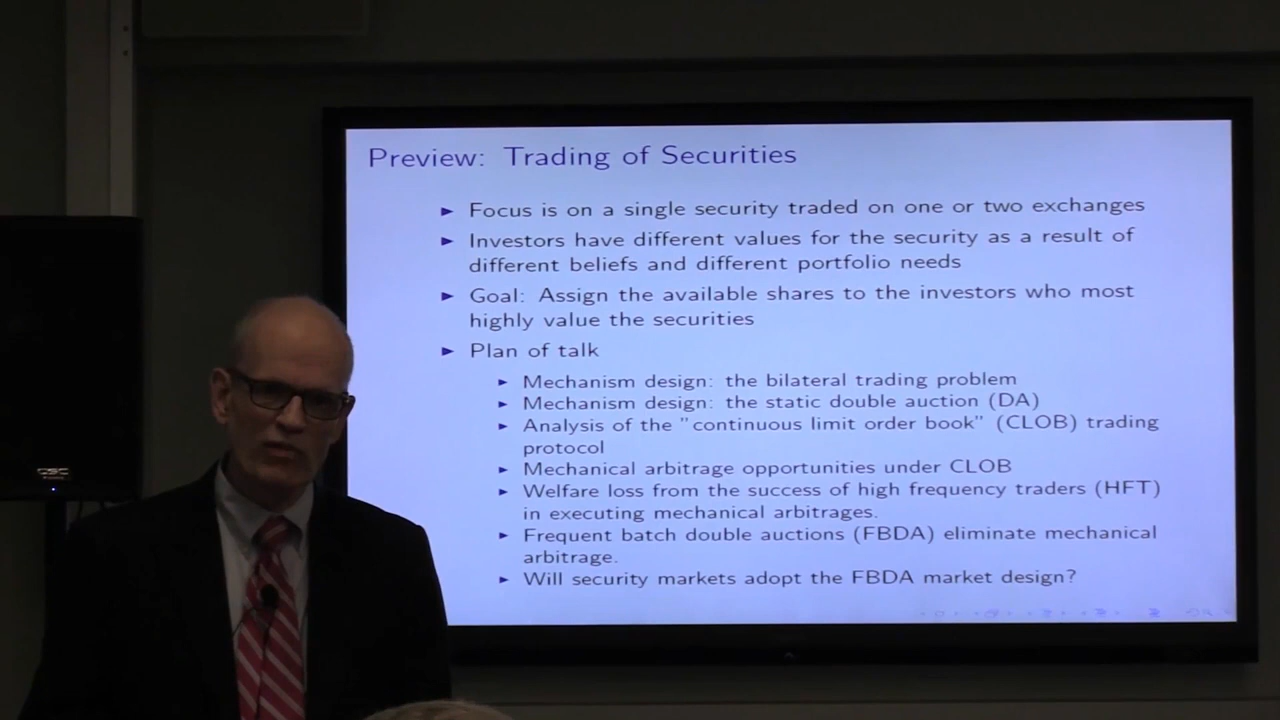 Preview: Trading of Securities
► Focus is on a single security traded on one or two exchanges
► Investors have different values for the security as a result of
different beliefs and different portfolio needs
► Goal: Assign the available shares to the investors who most
highly value the securities
► Plan of talk
► Mechanism design: the bilateral trading problem
► Mechanism design: the static double auction (DA)
► Analysis of the "continuous limit order book" (CLOB) trading
protocol
► Mechanical arbitrage opportunities under CLOB
► Welfare loss from the success of high frequency traders (HFT)
in executing mechanical arbitrages.
► Frequent batch double auctions (FBDA) eliminate mechanical
arbitrage.
► Will security markets adopt the FBDA market design?
QSC